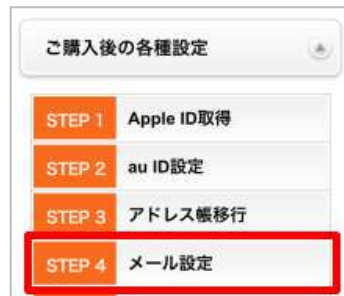 ご購入後の各種設定
STEP 1 Apple ID取得
STEP 2 au ID設定
STEP 3 アドレス帳移行
STEP 4 メール設定